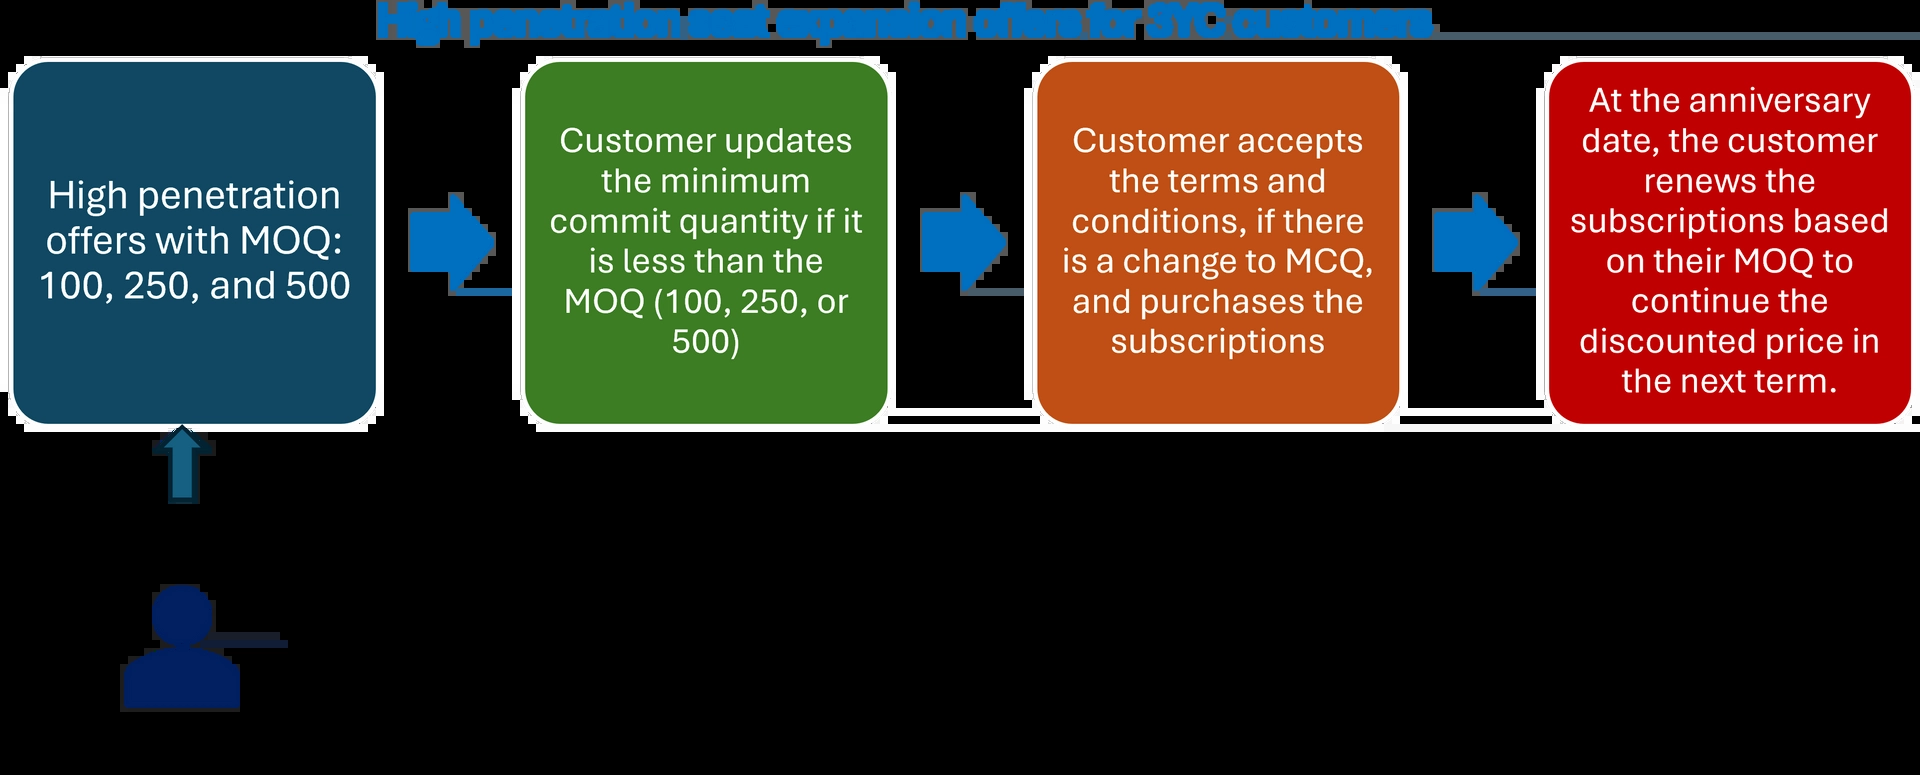 High penetration seat expansion offers for 3YC customers
High penetration
offers with MOQ:
100, 250, and 500
Customer updates
the minimum
commit quantity if it
is less than the
MOQ (100, 250, or
500)
Customer accepts
the terms and
conditions, if there
is a change to MCQ,
and purchases the
subscriptions
At the anniversary
date, the customer
renews the
subscriptions based
on their MOQ to
continue the
discounted price in
the next term.